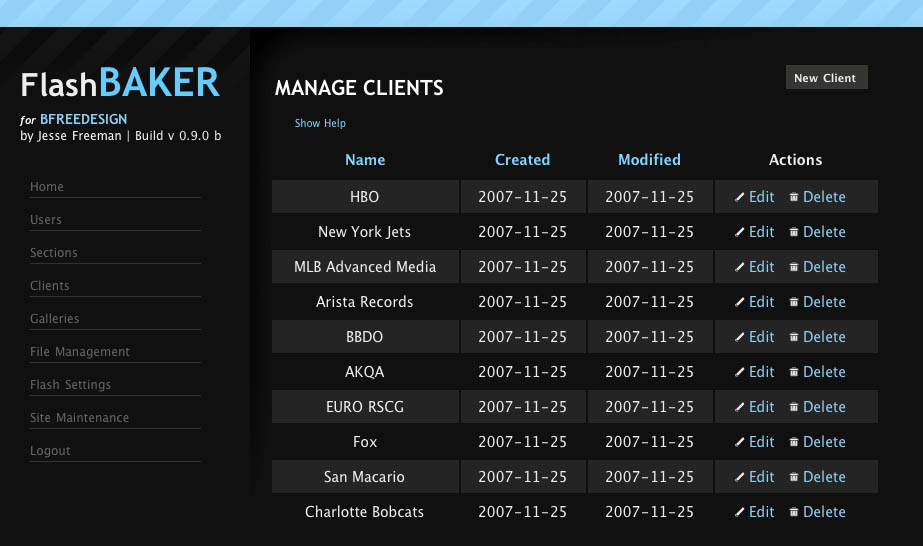 FlashBAKER
for BFREEDESIGN
by Jesse Freeman | Build v 0.9.0 b
Home
Users
Sections
Clients
Galleries
File Management
Flash Settings
Site Maintenance
Logout
MANAGE CLIENTS
New Client
Show Help
Name Created Modified Actions
HBO 2007-11-25 2007-11-25 Edit Delete
New York Jets 2007-11-25 2007-11-25 Edit Delete
MLB Advanced Media 2007-11-25 2007-11-25 Edit Delete
Arista Records 2007-11-25 2007-11-25 Edit Delete
BBDO 2007-11-25 2007-11-25 Edit Delete
AKQA 2007-11-25 2007-11-25 Edit Delete
EURO RSCG 2007-11-25 2007-11-25 Edit Delete
Fox 2007-11-25 2007-11-25 Edit Delete
San Macario 2007-11-25 2007-11-25 Edit Delete
Charlotte Bobcats 2007-11-25 2007-11-25 Edit Delete